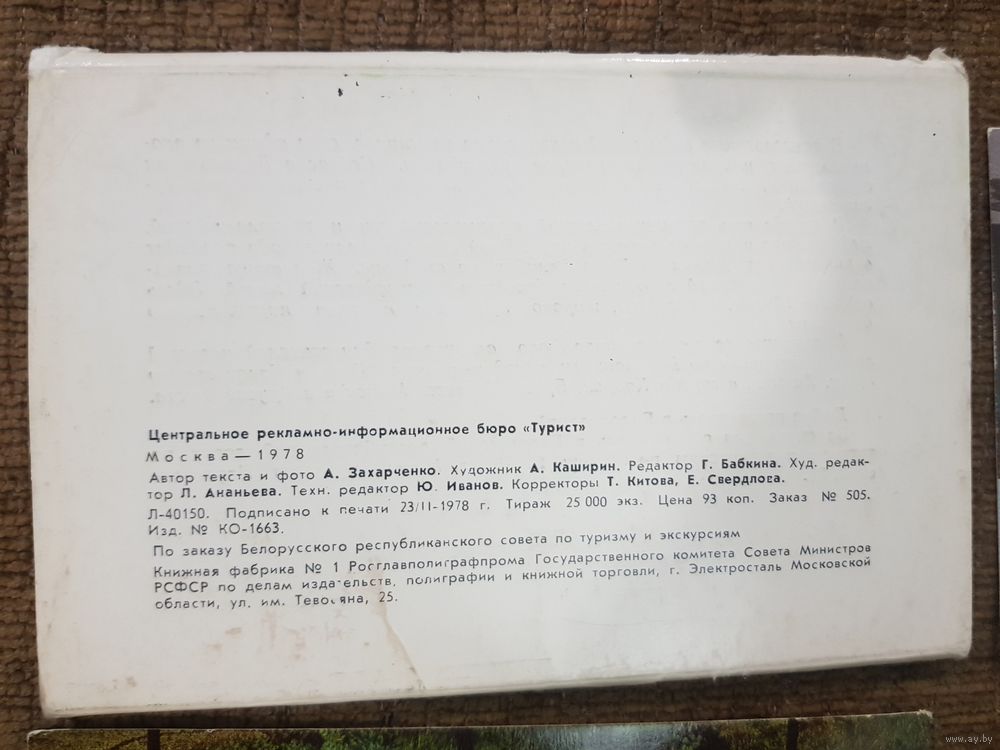 Центральное рекламно-информационное бюро «Турист»
Москва — 1978
Автор текста и фото А. Захарченко. Художник А. Каширин. Редактор Г. Бабкина. Худ. редак-
тор Л. Ананьева. Техн. редактор Ю. Иванов. Корректоры Т. Китова, Е. Свердлова.
Л-40150. Подписано к печати 23/II-1978 г. Тираж 25 000 экз. Цена 93 коп. Заказ № 505.
Изд. № КО-1663.
По заказу Белорусского республиканского совета по туризму и экскурсиям
Книжная фабрика № 1 Росглавполиграфпрома Государственного комитета Совета Министров
РСФСР по делам издательств, полиграфии и книжной торговли, г. Электросталь Московской
области, ул. им. Тевосяна, 25.
www.ay.by